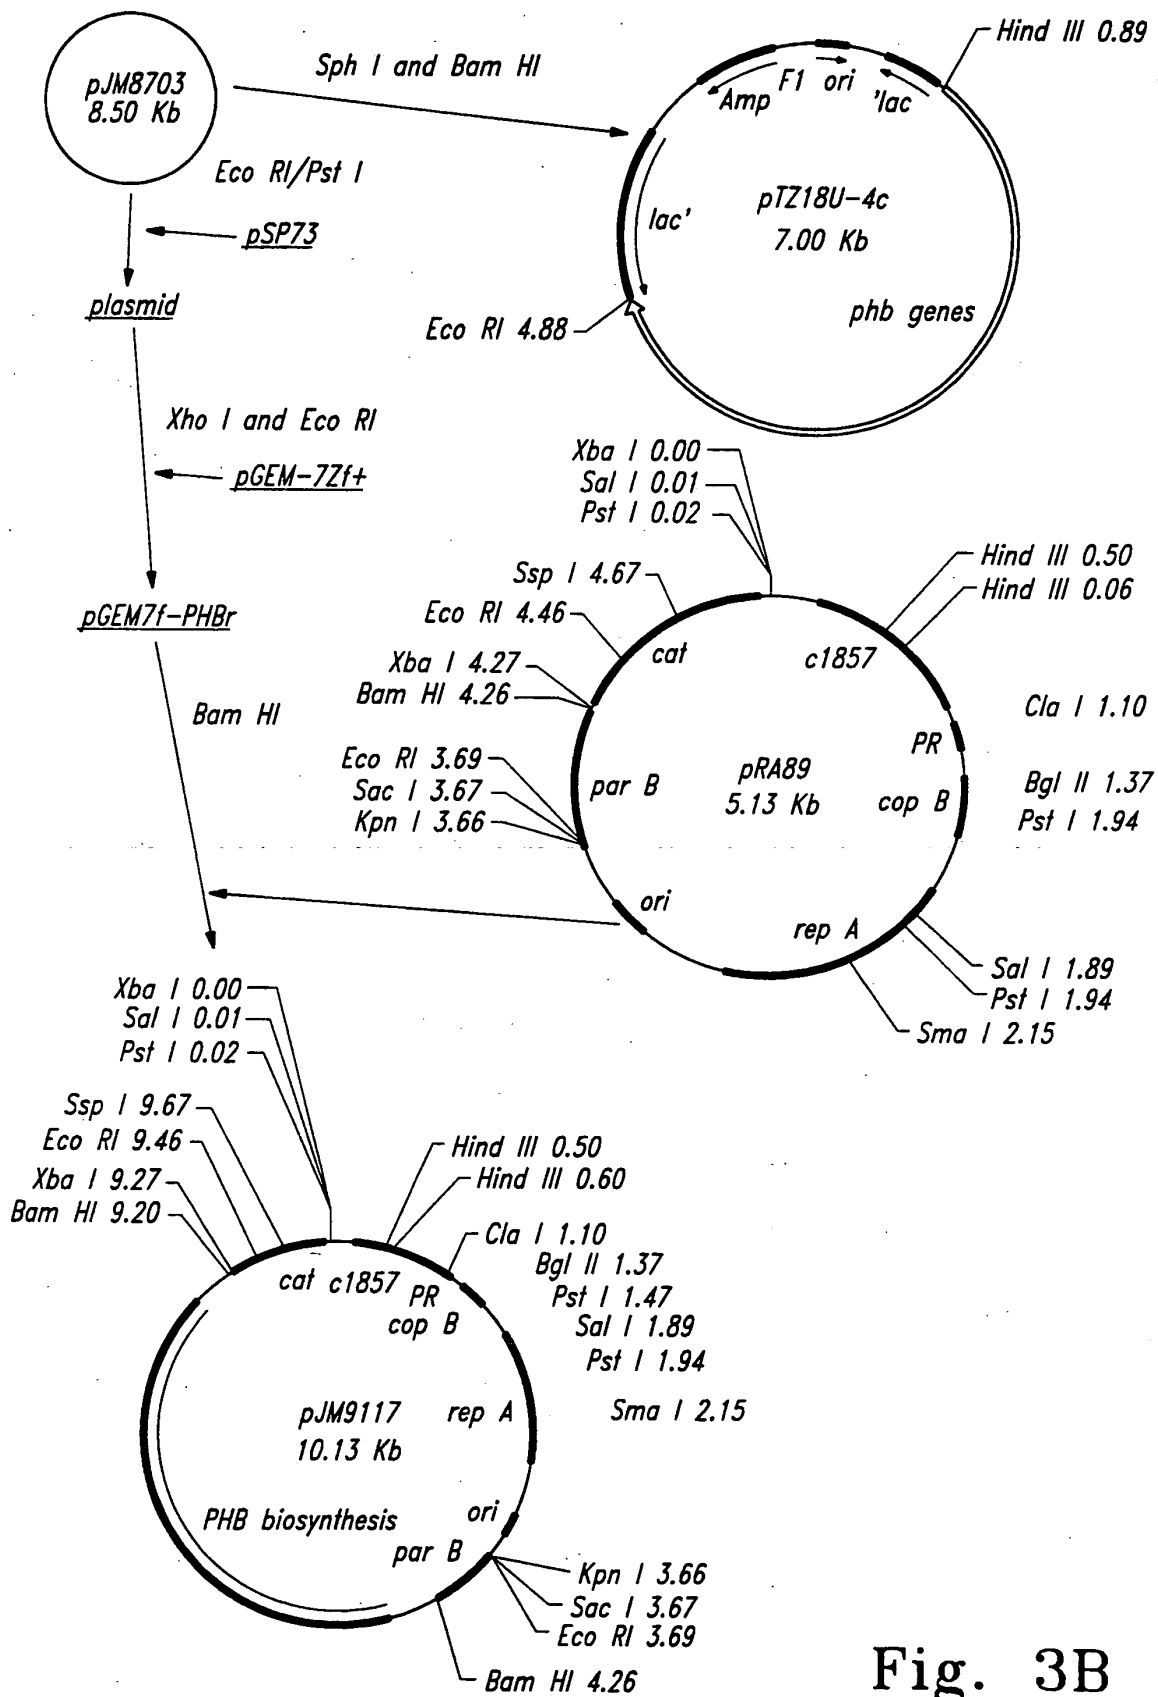 pJM8703
8.50 Kb
Sph I and Bam HI
Hind III 0.89
Amp
F1 ori
'lac
lac'
pTZ18U-4c
7.00 Kb
phb genes
Eco RI 4.88
Eco RI/Pst I
pSP73
plasmid
Xho I and Eco RI
pGEM-7Zf+
pGEM7f-PHBr
Bam HI
Xba I 0.00
Sal I 0.01
Pst I 0.02
Ssp I 4.67
Eco RI 4.46
Xba I 4.27
Bam HI 4.26
Eco RI 3.69
Sac I 3.67
Kpn I 3.66
Hind III 0.50
Hind III 0.06
Cla I 1.10
Bgl II 1.37
Pst I 1.94
Sal I 1.89
Pst I 1.94
Sma I 2.15
cat
c1857
PR
cop B
par B
pRA89
5.13 Kb
ori
rep A
Xba I 0.00
Sal I 0.01
Pst I 0.02
Ssp I 9.67
Eco RI 9.46
Xba I 9.27
Bam HI 9.20
Hind III 0.50
Hind III 0.60
Cla I 1.10
Bgl II 1.37
Pst I 1.47
Sal I 1.89
Pst I 1.94
Sma I 2.15
cat c1857
PR
cop B
pJM9117
10.13 Kb
rep A
PHB biosynthesis
ori
par B
Kpn I 3.66
Sac I 3.67
Eco RI 3.69
Bam HI 4.26
Fig. 3B